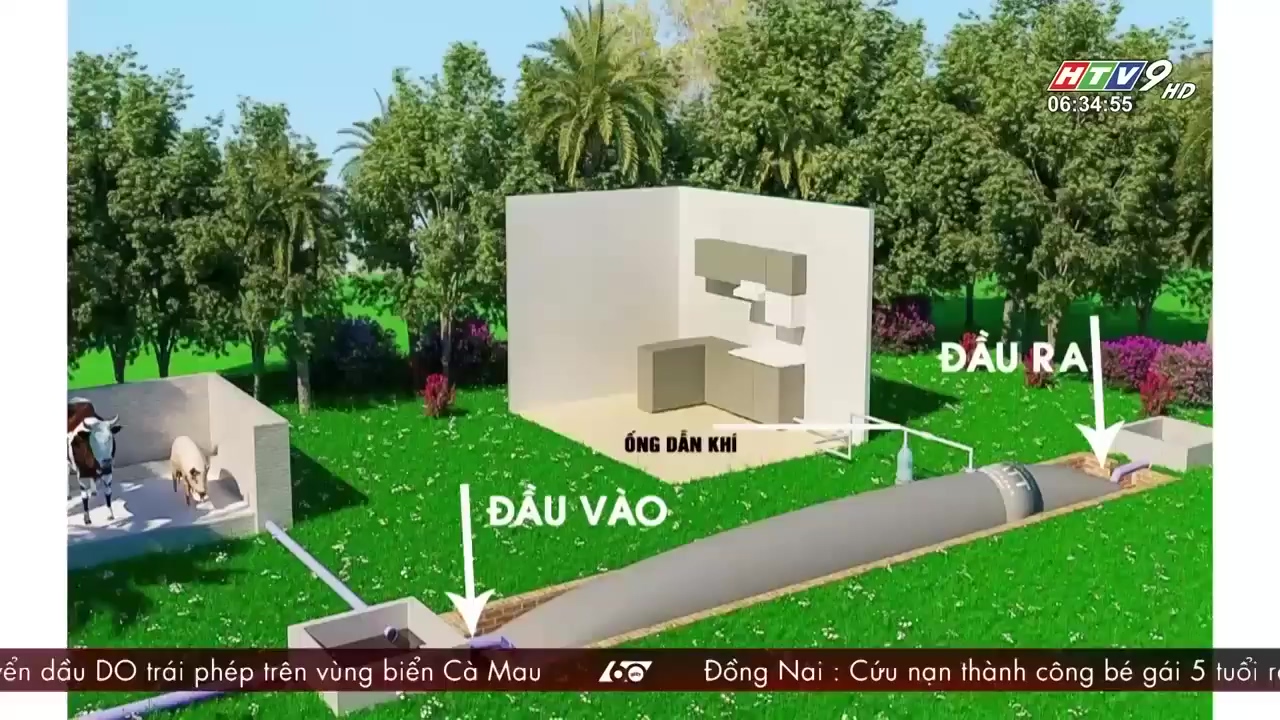 HTV9 HD
06:34:55
ĐẦU RA
ỐNG DẪN KHÍ
ĐẦU VÀO
dầu DO trái phép trên vùng biển Cà Mau
60
Đồng Nai : Cứu nạn thành công bé gái 5 tuổi